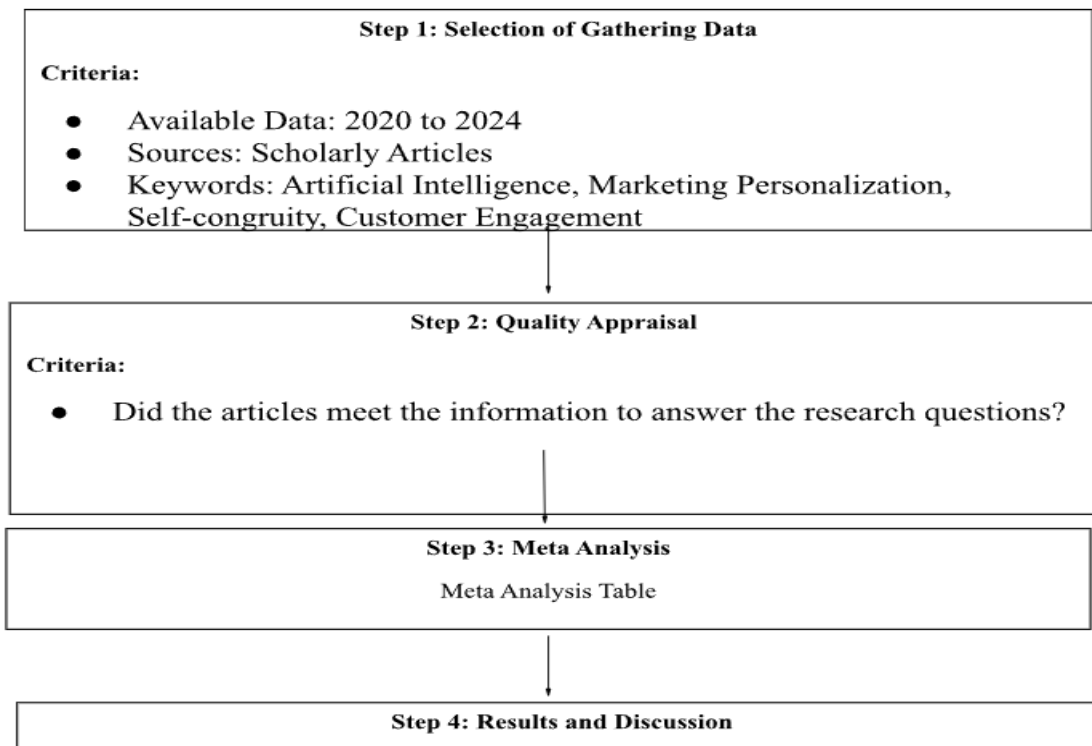 Step 1: Selection of Gathering Data
Criteria:
● Available Data: 2020 to 2024
● Sources: Scholarly Articles
● Keywords: Artificial Intelligence, Marketing Personalization,
Self-congruity, Customer Engagement
Step 2: Quality Appraisal
Criteria:
● Did the articles meet the information to answer the research questions?
Step 3: Meta Analysis
Meta Analysis Table
Step 4: Results and Discussion